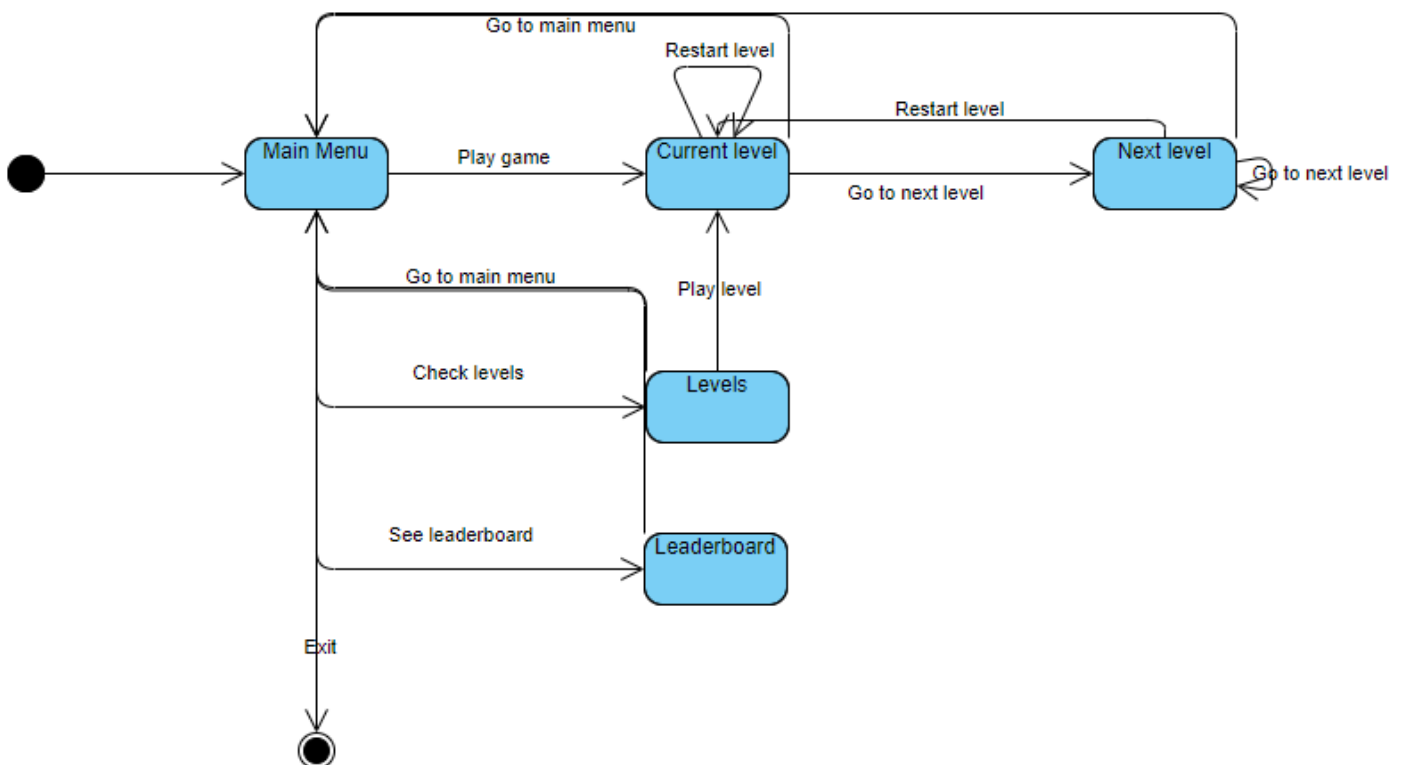 Go to main menu
Restart level
Restart level
Main Menu
Play game
Current level
Next level
Go to next level
Go to next level
Go to main menu
Play level
Check levels
Levels
See leaderboard
Leaderboard
Exit